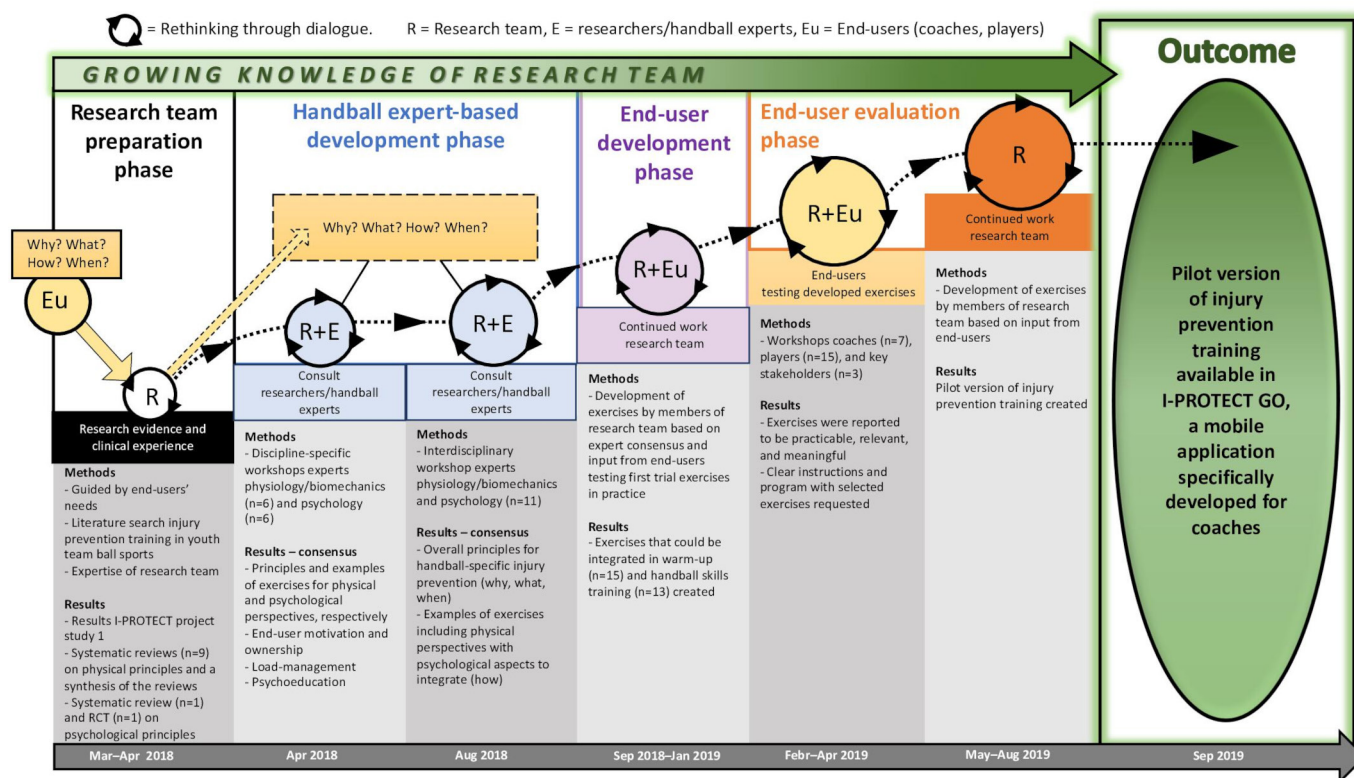 = Rethinking through dialogue.
R = Research team, E = researchers/handball experts, Eu = End-users (coaches, players)
GROWING KNOWLEDGE OF RESEARCH TEAM
Research team
preparation
phase
Why? What?
How? When?
Eu
R
Research evidence and
clinical experience
Methods
- Guided by end-users'
needs
- Literature search injury
prevention training in youth
team ball sports
- Expertise of research team
Results
- Results I-PROTECT project
study 1
- Systematic reviews (n=9)
on physical principles and a
synthesis of the reviews
- Systematic review (n=1)
and RCT (n=1) on
psychological principles
Mar–Apr 2018
Handball expert-based
development phase
Why? What? How? When?
R+E
Consult
researchers/handball
experts
Methods
- Discipline-specific
workshops experts
physiology/biomechanics
(n=6) and psychology
(n=6)
Results – consensus
- Principles and examples
of exercises for physical
and psychological
perspectives, respectively
- End-user motivation and
ownership
- Load-management
- Psychoeducation
Apr 2018
R+E
Consult
researchers/handball
experts
Methods
- Interdisciplinary
workshop experts
physiology/biomechanics
and psychology (n=11)
Results – consensus
- Overall principles for
handball-specific injury
prevention (why, what,
when)
- Examples of exercises
including physical
perspectives with
psychological aspects to
integrate (how)
Aug 2018
End-user
development
phase
R+Eu
Continued work
research team
Methods
- Development of
exercises by members of
research team based on
expert consensus and
input from end-users
testing first trial exercises
in practice
Results
- Exercises that could be
integrated in warm-up
(n=15) and handball skills
training (n=13) created
Sep 2018–Jan 2019
End-user evaluation
phase
R+Eu
End-users
testing developed exercises
Methods
- Workshops coaches (n=7),
players (n=15), and key
stakeholders (n=3)
Results
- Exercises were reported
to be practicable, relevant,
and meaningful
- Clear instructions and
program with selected
exercises requested
Febr–Apr 2019
R
Continued work
research team
Methods
- Development of exercises
by members of research
team based on input from
end-users
Results
Pilot version of injury
prevention training created
May–Aug 2019
Outcome
Pilot version
of injury
prevention
training
available in
I-PROTECT GO,
a mobile
application
specifically
developed for
coaches
Sep 2019